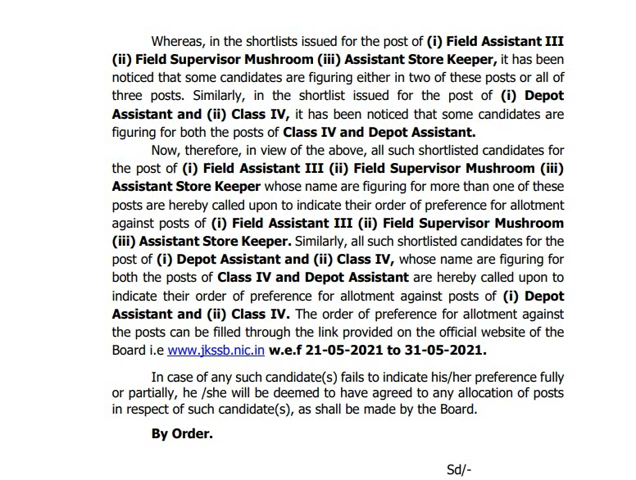 Whereas, in the shortlists issued for the post of (i) Field Assistant III
(ii) Field Supervisor Mushroom (iii) Assistant Store Keeper, it has been
noticed that some candidates are figuring either in two of these posts or all of
three posts. Similarly, in the shortlist issued for the post of (i) Depot
Assistant and (ii) Class IV, it has been noticed that some candidates are
figuring for both the posts of Class IV and Depot Assistant.
Now, therefore, in view of the above, all such shortlisted candidates for
the post of (i) Field Assistant III (ii) Field Supervisor Mushroom (iii)
Assistant Store Keeper whose name are figuring for more than one of these
posts are hereby called upon to indicate their order of preference for allotment
against posts of (i) Field Assistant III (ii) Field Supervisor Mushroom
(iii) Assistant Store Keeper. Similarly, all such shortlisted candidates for the
post of (i) Depot Assistant and (ii) Class IV, whose name are figuring for
both the posts of Class IV and Depot Assistant are hereby called upon to
indicate their order of preference for allotment against posts of (i) Depot
Assistant and (ii) Class IV. The order of preference for allotment against
the posts can be filled through the link provided on the official website of the
Board i.e www.jkssb.nic.in w.e.f 21-05-2021 to 31-05-2021.
In case of any such candidate(s) fails to indicate his/her preference fully
or partially, he /she will be deemed to have agreed to any allocation of posts
in respect of such candidate(s), as shall be made by the Board.
By Order.
Sd/-